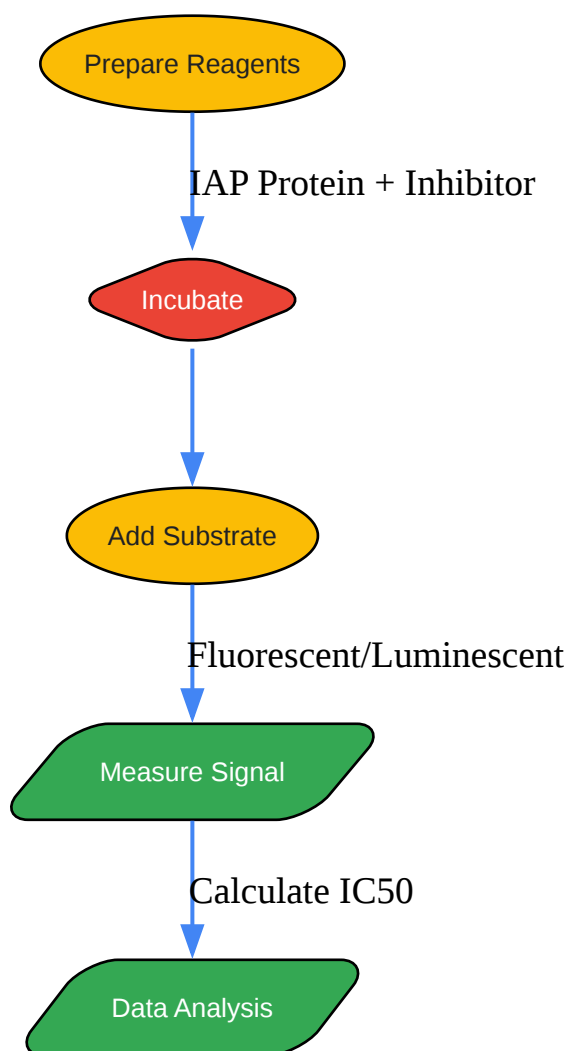 Prepare Reagents
IAP Protein + Inhibitor
Incubate
Add Substrate
Fluorescent/Luminescent
Measure Signal
Calculate IC50
Data Analysis